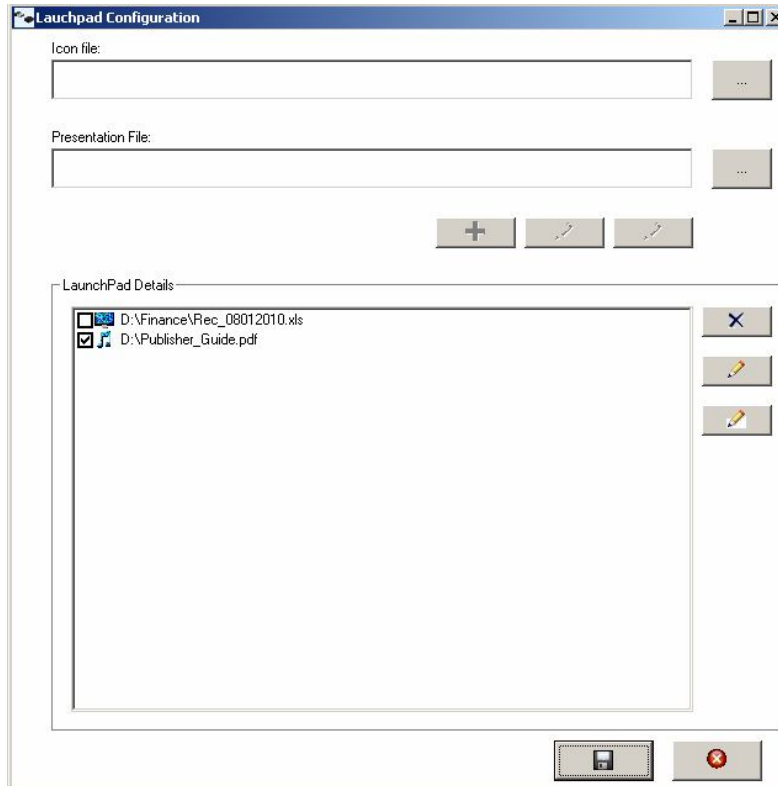 Lauchpad Configuration
Icon file:
...
Presentation File:
...
LaunchPad Details
D:\Finance\Rec_08012010.xls
D:\Publisher_Guide.pdf